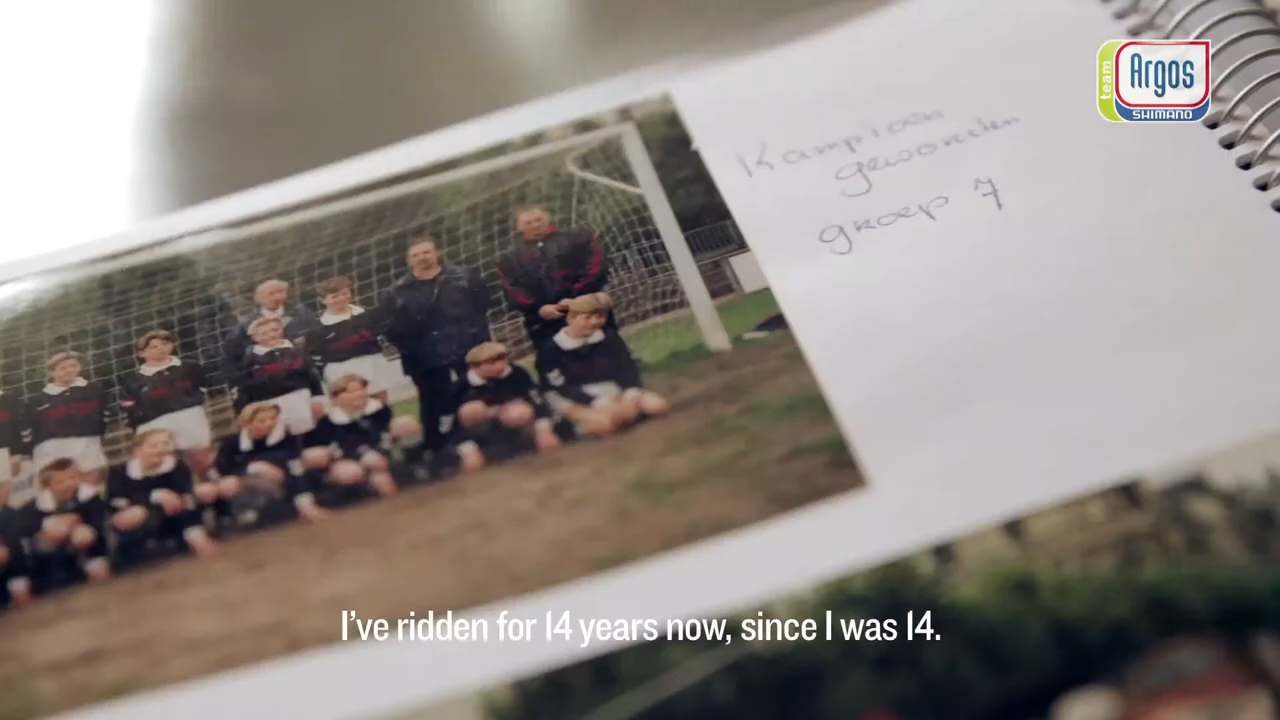 team
Argos
SHIMANO
Kampioen
geworden
groep 7
I've ridden for 14 years now, since I was 14.